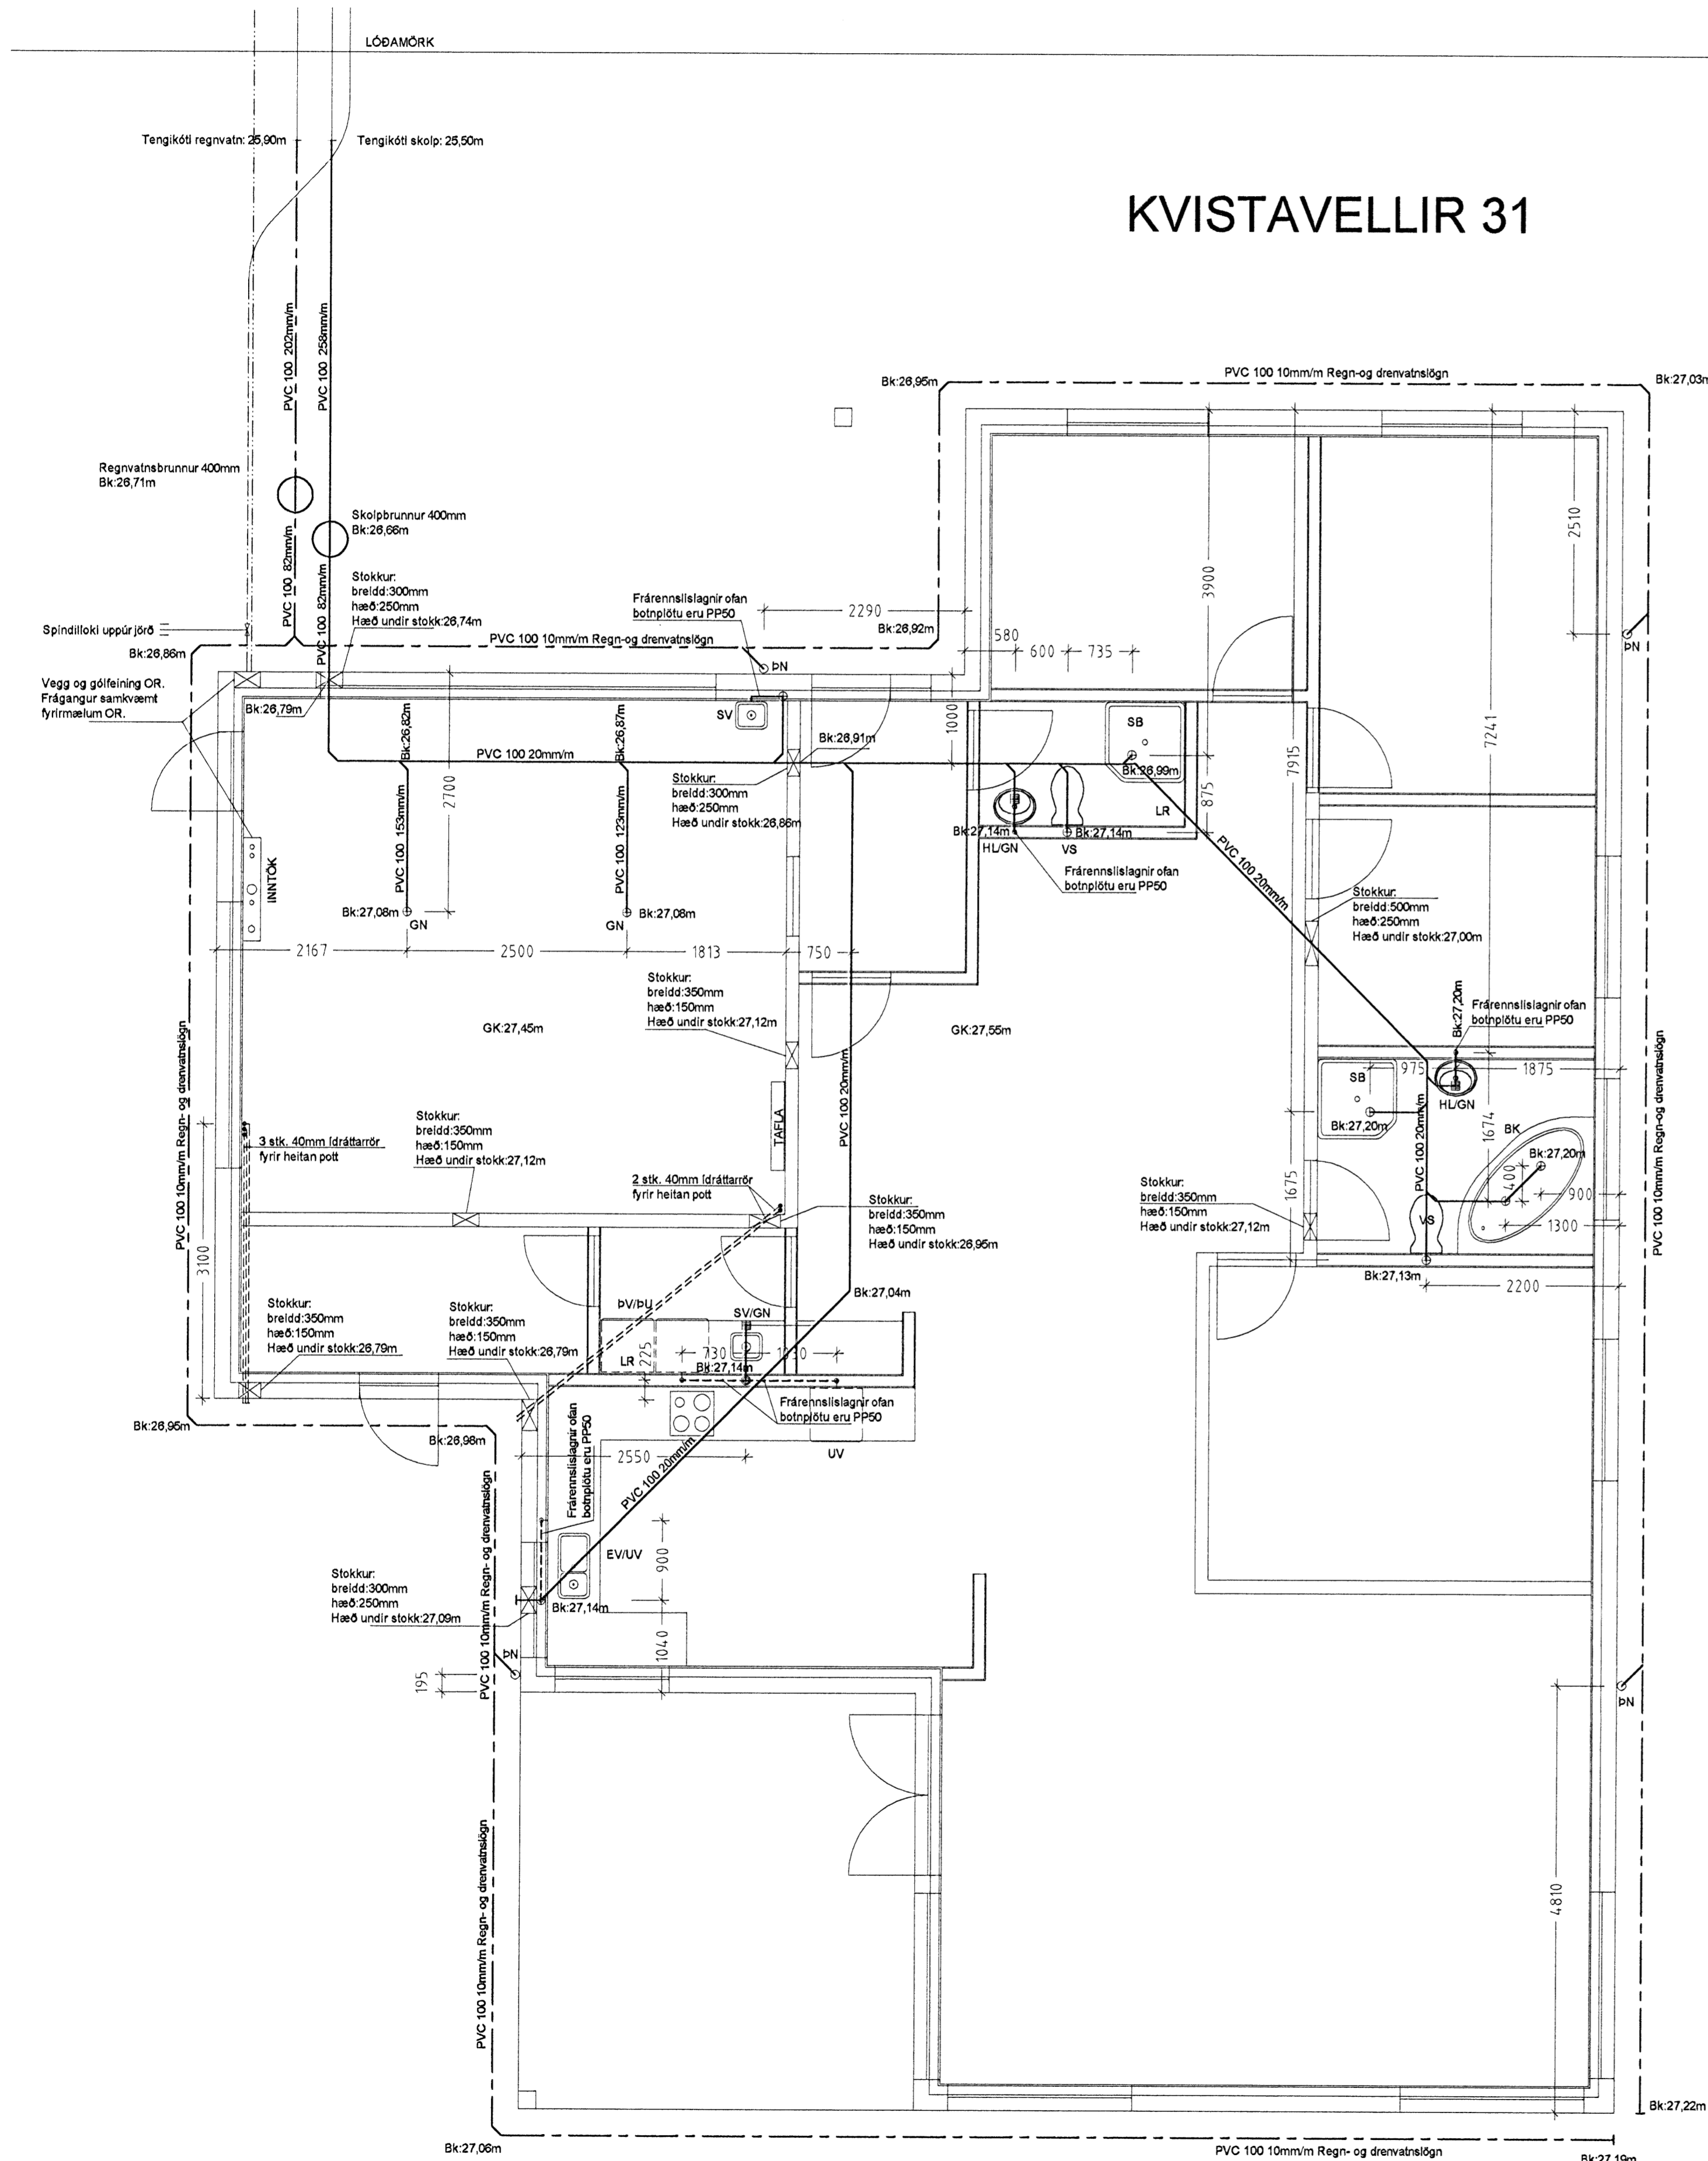 LÓÐAMÖRK
Tengikóti regnvatn: 25,90m
Tengikóti skolp: 25,50m
KVISTAVELLIR 31
PVC 100 202mm/m
PVC 100 258mm/m
Bk:26,95m
PVC 100 10mm/m Regn-og drenvatnslögn
Bk:27,03m
Regnvatnsbrunnur 400mm
Bk:26,71m
Skolpbrunnur 400mm
Bk:26,66m
PVC 100 82mm/m
PVC 100 82mm/m
Stokkur:
breidd:300mm
hæð:250mm
Hæð undir stokk:26,74m
Frárennslislagnir ofan
botnplötu eru PP50
2290
3900
2510
Spindilloki uppúr jörð
Bk:26,86m
PVC 100 10mm/m Regn-og drenvatnslögn
Bk:26,92m
580
600
735
ÞN
ÞN
Vegg og gólfeining OR.
Frágangur samkvæmt
fyrirmælum OR.
Bk:26,79m
Bk:26,82m
Bk:26,87m
SV
1000
SB
7241
7915
PVC 100 20mm/m
Bk:26,91m
Bk:26,99m
875
LR
Stokkur:
breidd:300mm
hæð:250mm
Hæð undir stokk:26,86m
2700
PVC 100 153mm/m
PVC 100 123mm/m
Bk:27,14m
Bk:27,14m
HL/GN
VS
PVC 100 20mm/m
Frárennslislagnir ofan
botnplötu eru PP50
INNTÖK
Bk:27,08m
GN
Bk:27,08m
GN
Stokkur:
breidd:500mm
hæð:250mm
Hæð undir stokk:27,00m
2167
2500
1813
750
Stokkur:
breidd:350mm
hæð:150mm
Hæð undir stokk:27,12m
GK:27,45m
GK:27,55m
Bk:27,20m
Frárennslislagnir ofan
botnplötu eru PP50
PVC 100 10mm/m Regn- og drenvatnslögn
PVC 100 10mm/m Regn-og drenvatnslögn
PVC 100 20mm/m
SB
975
1875
HL/GN
TAFLA
Bk:27,20m
PVC 100 20mm/m
1674
BK
Bk:27,20m
400
900
1300
VS
3 stk. 40mm ídráttarrör
fyrir heitan pott
Stokkur:
breidd:350mm
hæð:150mm
Hæð undir stokk:27,12m
2 stk. 40mm ídráttarrör
fyrir heitan pott
Stokkur:
breidd:350mm
hæð:150mm
Hæð undir stokk:26,95m
Stokkur:
breidd:350mm
hæð:150mm
Hæð undir stokk:27,12m
1675
3100
Bk:27,13m
2200
Bk:27,04m
Stokkur:
breidd:350mm
hæð:150mm
Hæð undir stokk:26,79m
Stokkur:
breidd:350mm
hæð:150mm
Hæð undir stokk:26,79m
ÞV/ÞU
SV/GN
LR
225
730
Bk:27,14m
Frárennslislagnir ofan
botnplötu eru PP50
UV
Bk:26,95m
Bk:26,98m
Frárennslislagnir ofan
botnplötu eru PP50
2550
PVC 100 20mm/m
PVC 100 10mm/m Regn- og drenvatnslögn
EV/UV
900
Stokkur:
breidd:300mm
hæð:250mm
Hæð undir stokk:27,09m
Bk:27,14m
1040
ÞN
195
ÞN
4810
PVC 100 10mm/m Regn- og drenvatnslögn
Bk:27,22m
Bk:27,06m
PVC 100 10mm/m Regn- og drenvatnslögn
Bk:27,19m